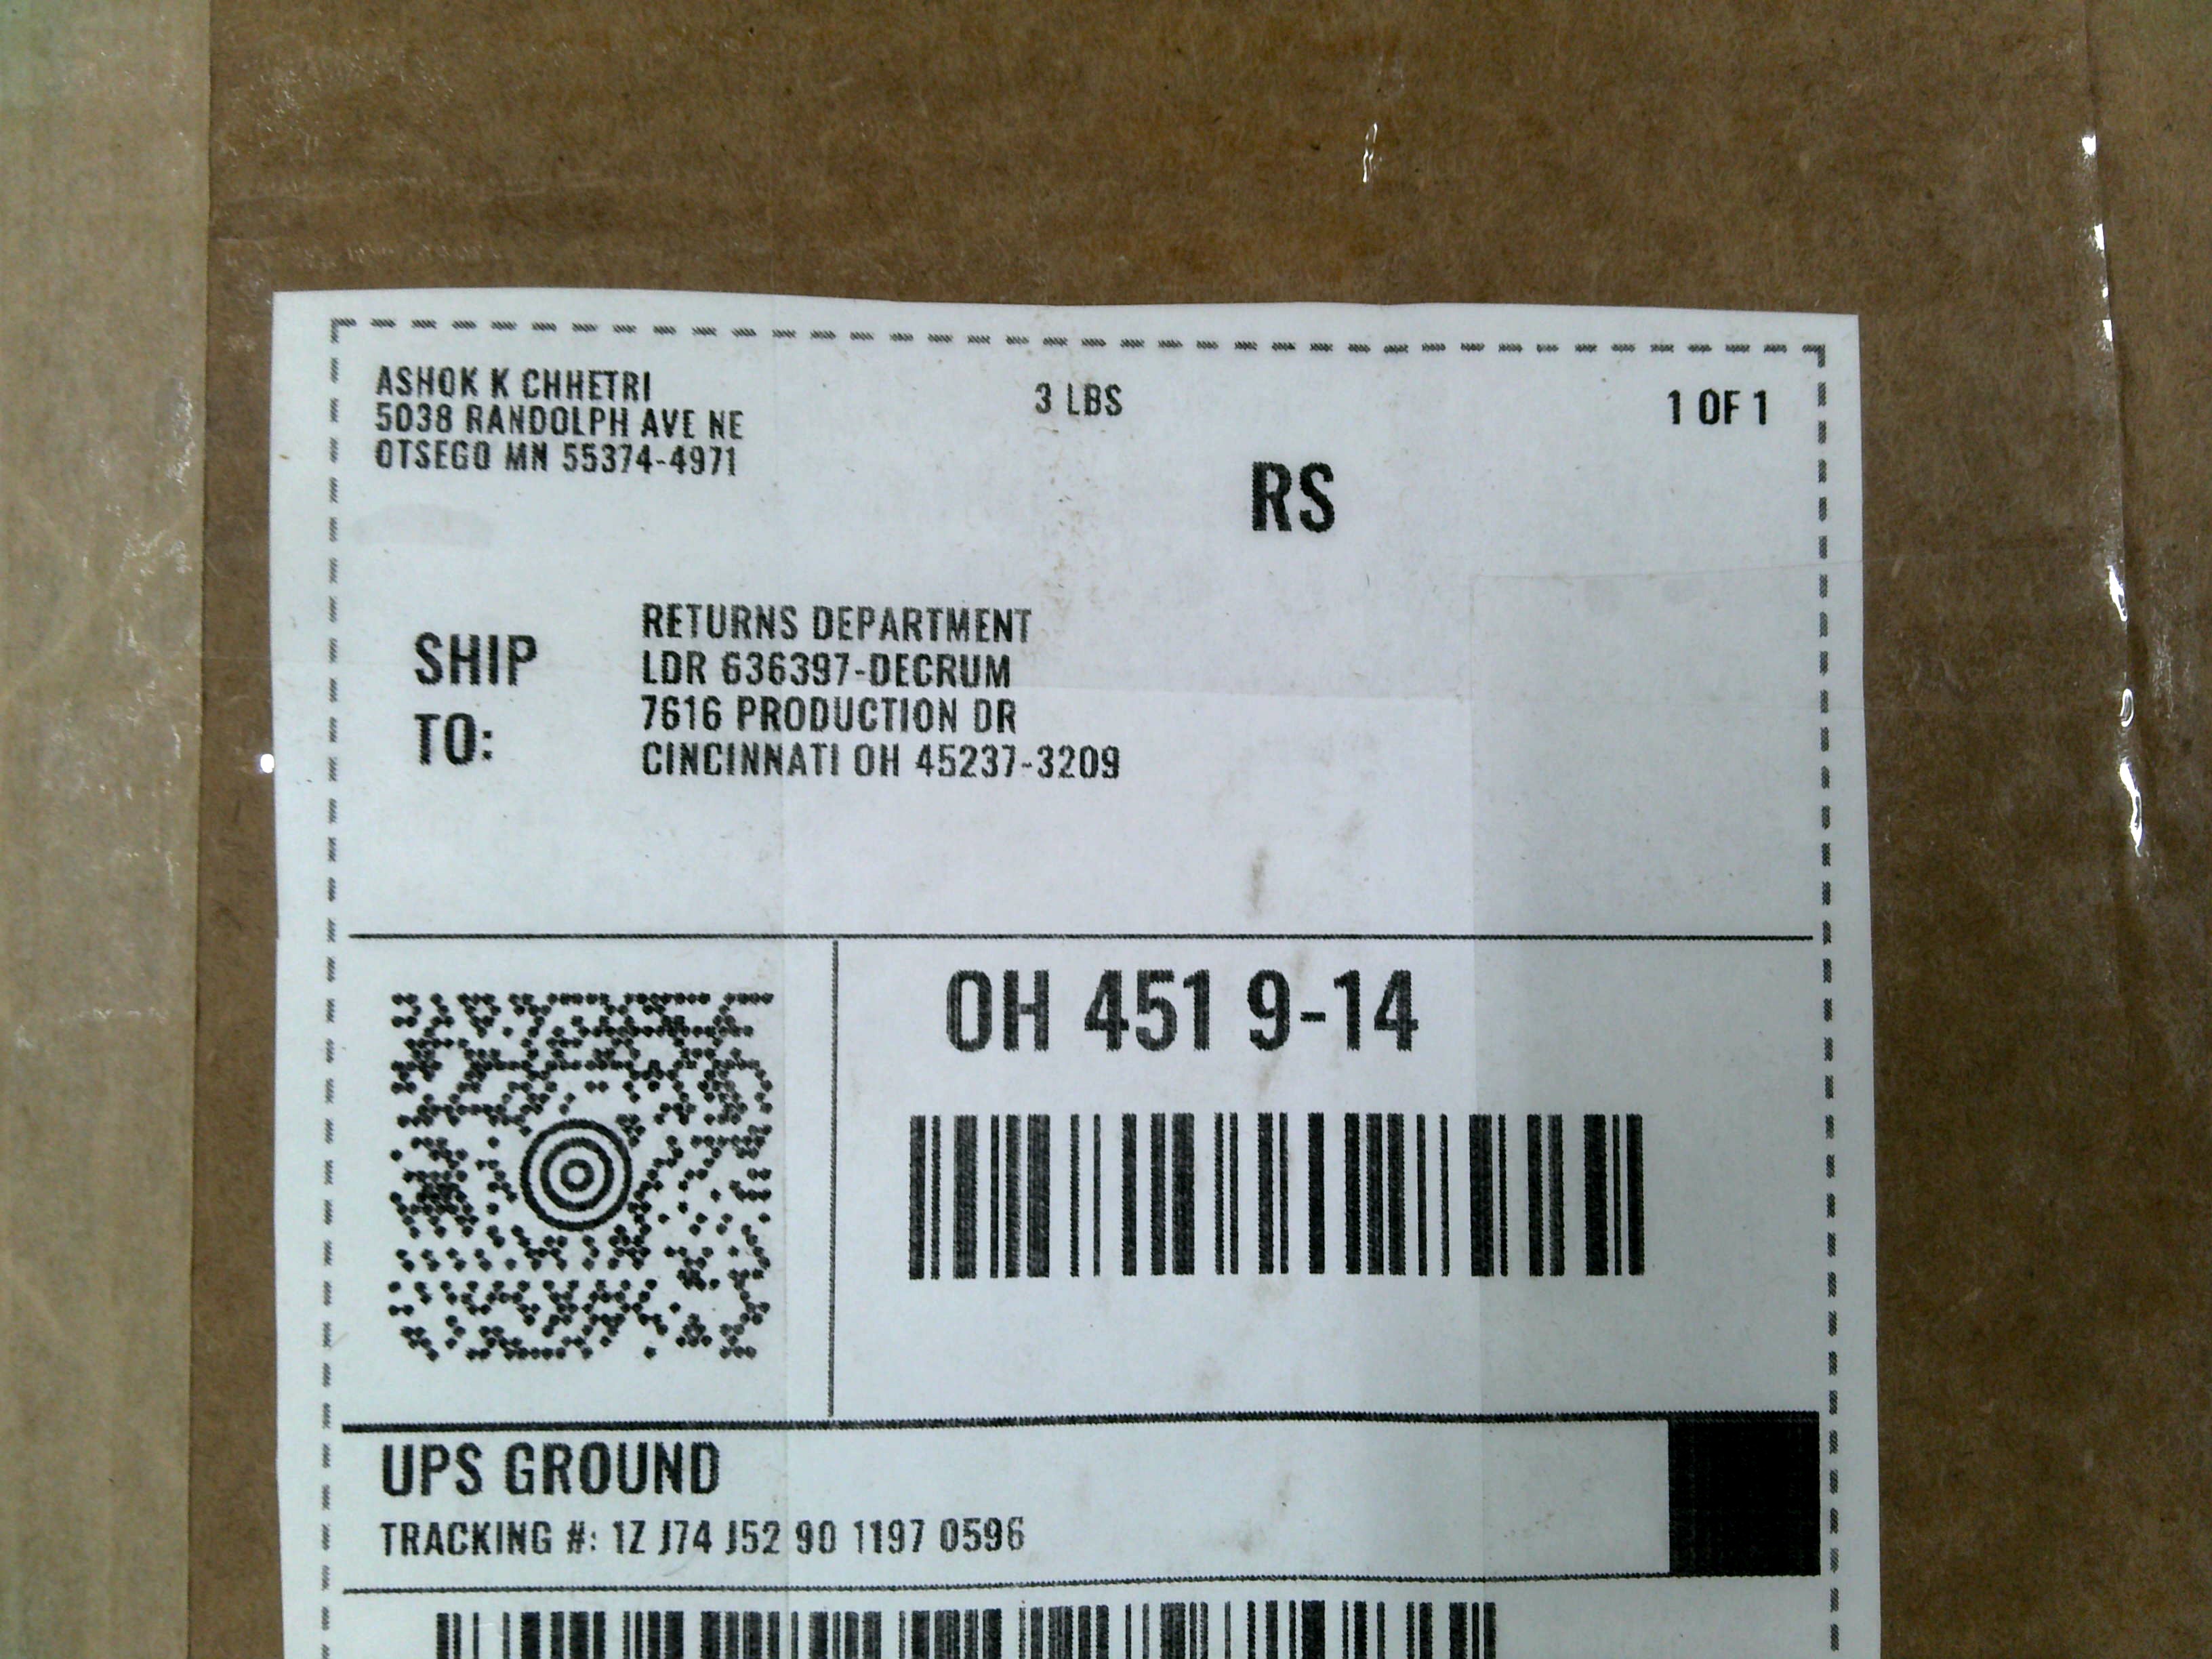 ASHOK K CHHETRI
5038 RANDOLPH AVE NE
OTSEGO MN 55374-4971
3 LBS
1 OF 1
RS
SHIP
TO:
RETURNS DEPARTMENT
LDR 636397-DECRUM
7616 PRODUCTION DR
CINCINNATI OH 45237-3209
OH 451 9-14
UPS GROUND
TRACKING #: 1Z J74 J52 90 1197 0596